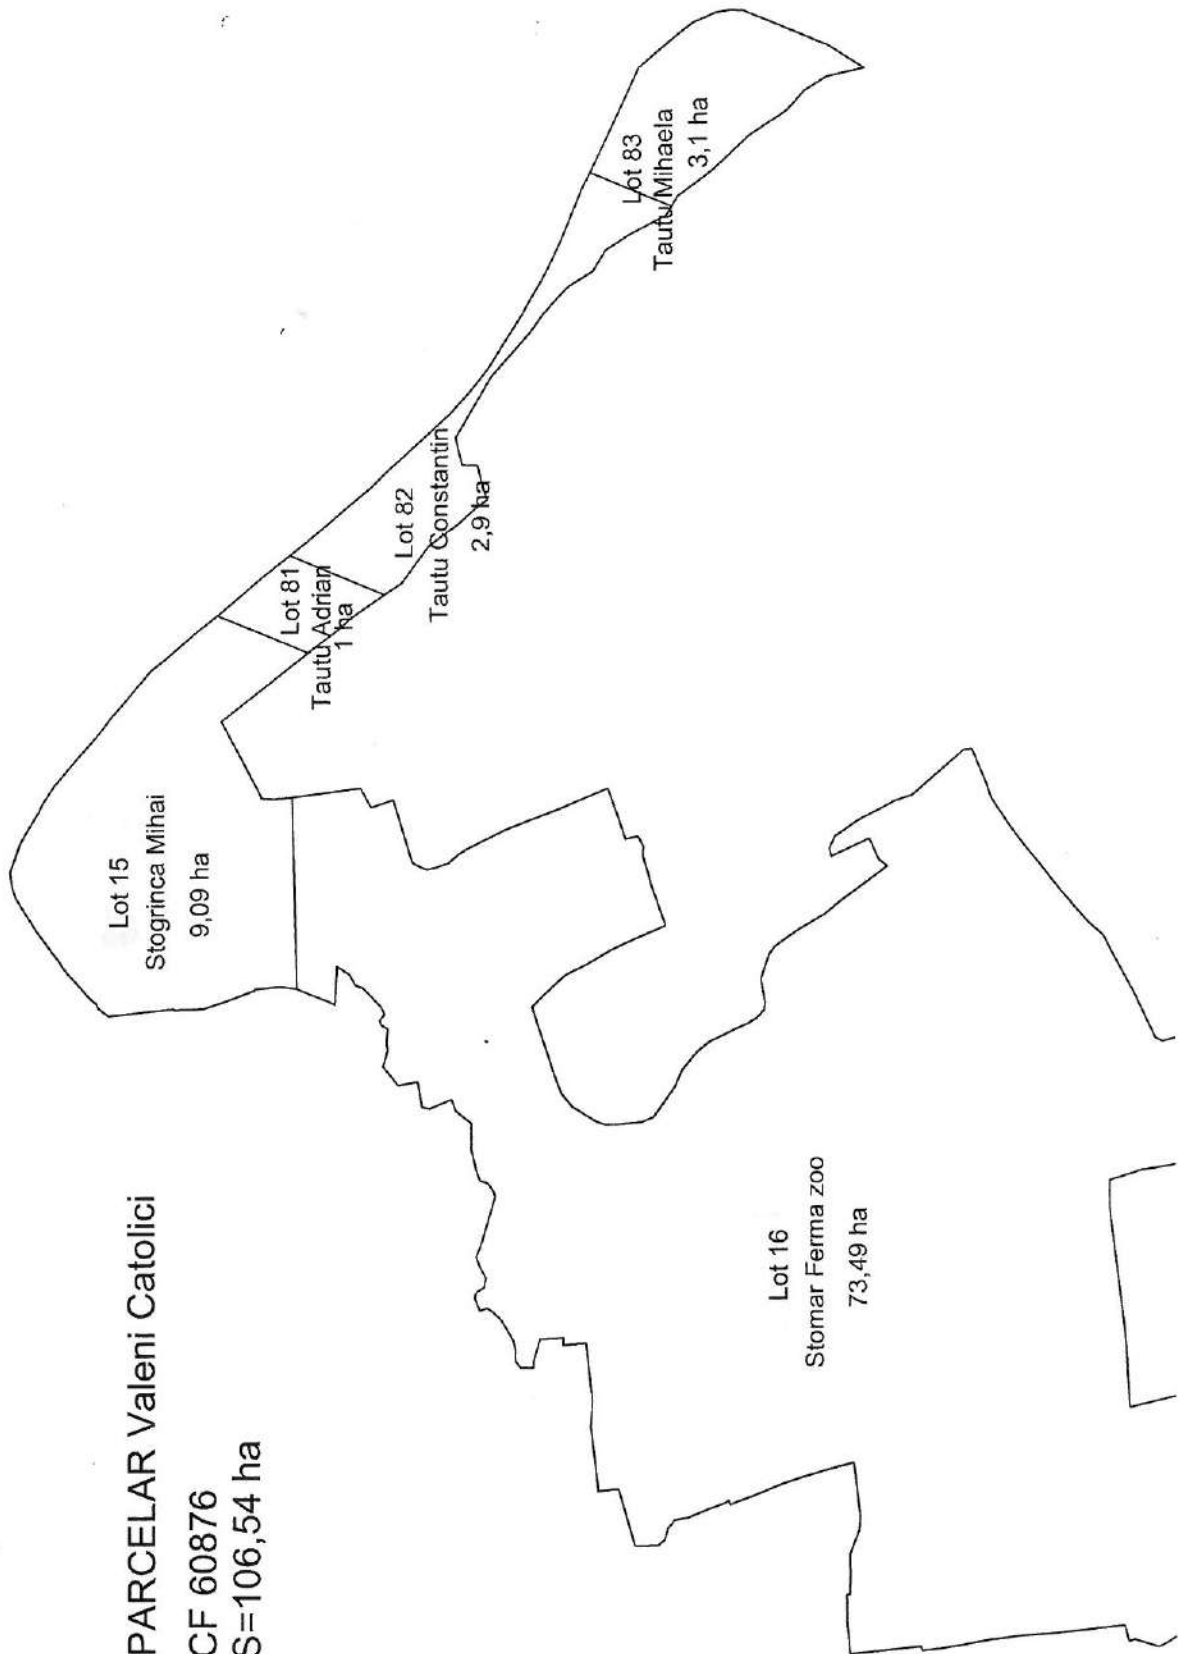 PARCELAR Valeni Catolici
CF 60876
S=106,54 ha
Lot 15
Stogrinca Mihai
9,09 ha
Lot 81
Tautu Adrian
1 ha
Lot 82
Tautu Constantin
2,9 ha
Lot 83
Tautu Mihaela
3,1 ha
Lot 16
Stomar Ferma zoo
73,49 ha